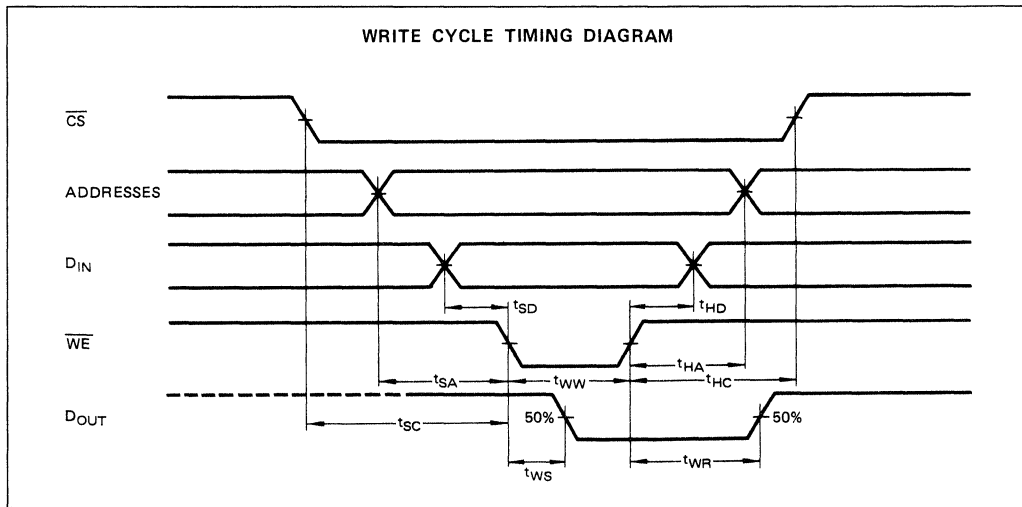 WRITE CYCLE TIMING DIAGRAM
CS
ADDRESSES
DIN
tSD
tHD
WE
tSA
tWW
tHA
tHC
DOUT
50%
50%
tSC
tWS
tWR